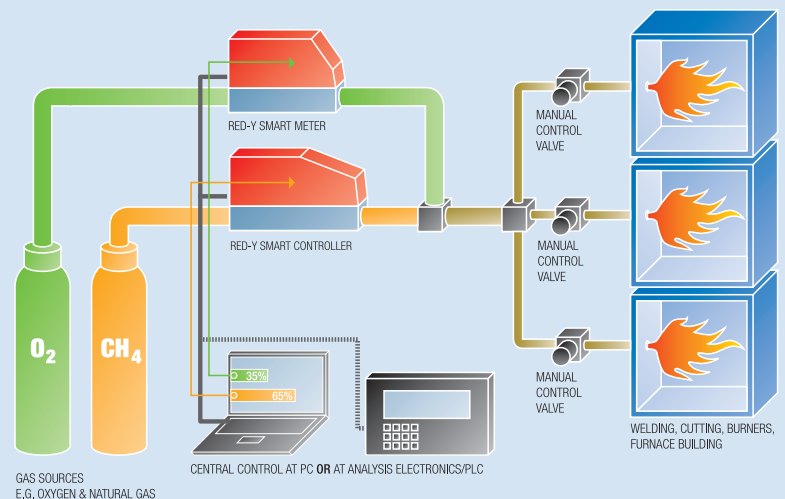 RED-Y SMART METER
MANUAL
CONTROL
VALVE
RED-Y SMART CONTROLLER
MANUAL
CONTROL
VALVE
O2
CH4
35%
65%
MANUAL
CONTROL
VALVE
WELDING, CUTTING, BURNERS,
FURNACE BUILDING
CENTRAL CONTROL AT PC OR AT ANALYSIS ELECTRONICS/PLC
GAS SOURCES
E,G, OXYGEN & NATURAL GAS